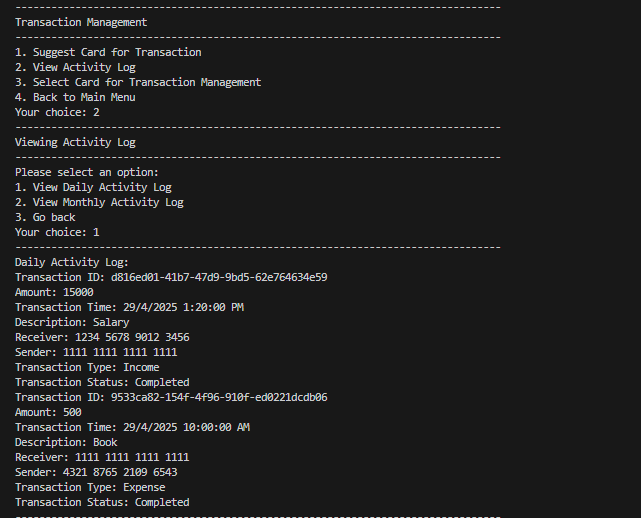 ---------------------------------------------------------------------------------
Transaction Management
---------------------------------------------------------------------------------
1. Suggest Card for Transaction
2. View Activity Log
3. Select Card for Transaction Management
4. Back to Main Menu
Your choice: 2
---------------------------------------------------------------------------------
Viewing Activity Log
---------------------------------------------------------------------------------
Please select an option:
1. View Daily Activity Log
2. View Monthly Activity Log
3. Go back
Your choice: 1
---------------------------------------------------------------------------------
Daily Activity Log:
Transaction ID: d816ed01-41b7-47d9-9bd5-62e764634e59
Amount: 15000
Transaction Time: 29/4/2025 1:20:00 PM
Description: Salary
Receiver: 1234 5678 9012 3456
Sender: 1111 1111 1111 1111
Transaction Type: Income
Transaction Status: Completed
Transaction ID: 9533ca82-154f-4f96-910f-ed0221dcdb06
Amount: 500
Transaction Time: 29/4/2025 10:00:00 AM
Description: Book
Receiver: 1111 1111 1111 1111
Sender: 4321 8765 2109 6543
Transaction Type: Expense
Transaction Status: Completed
---------------------------------------------------------------------------------